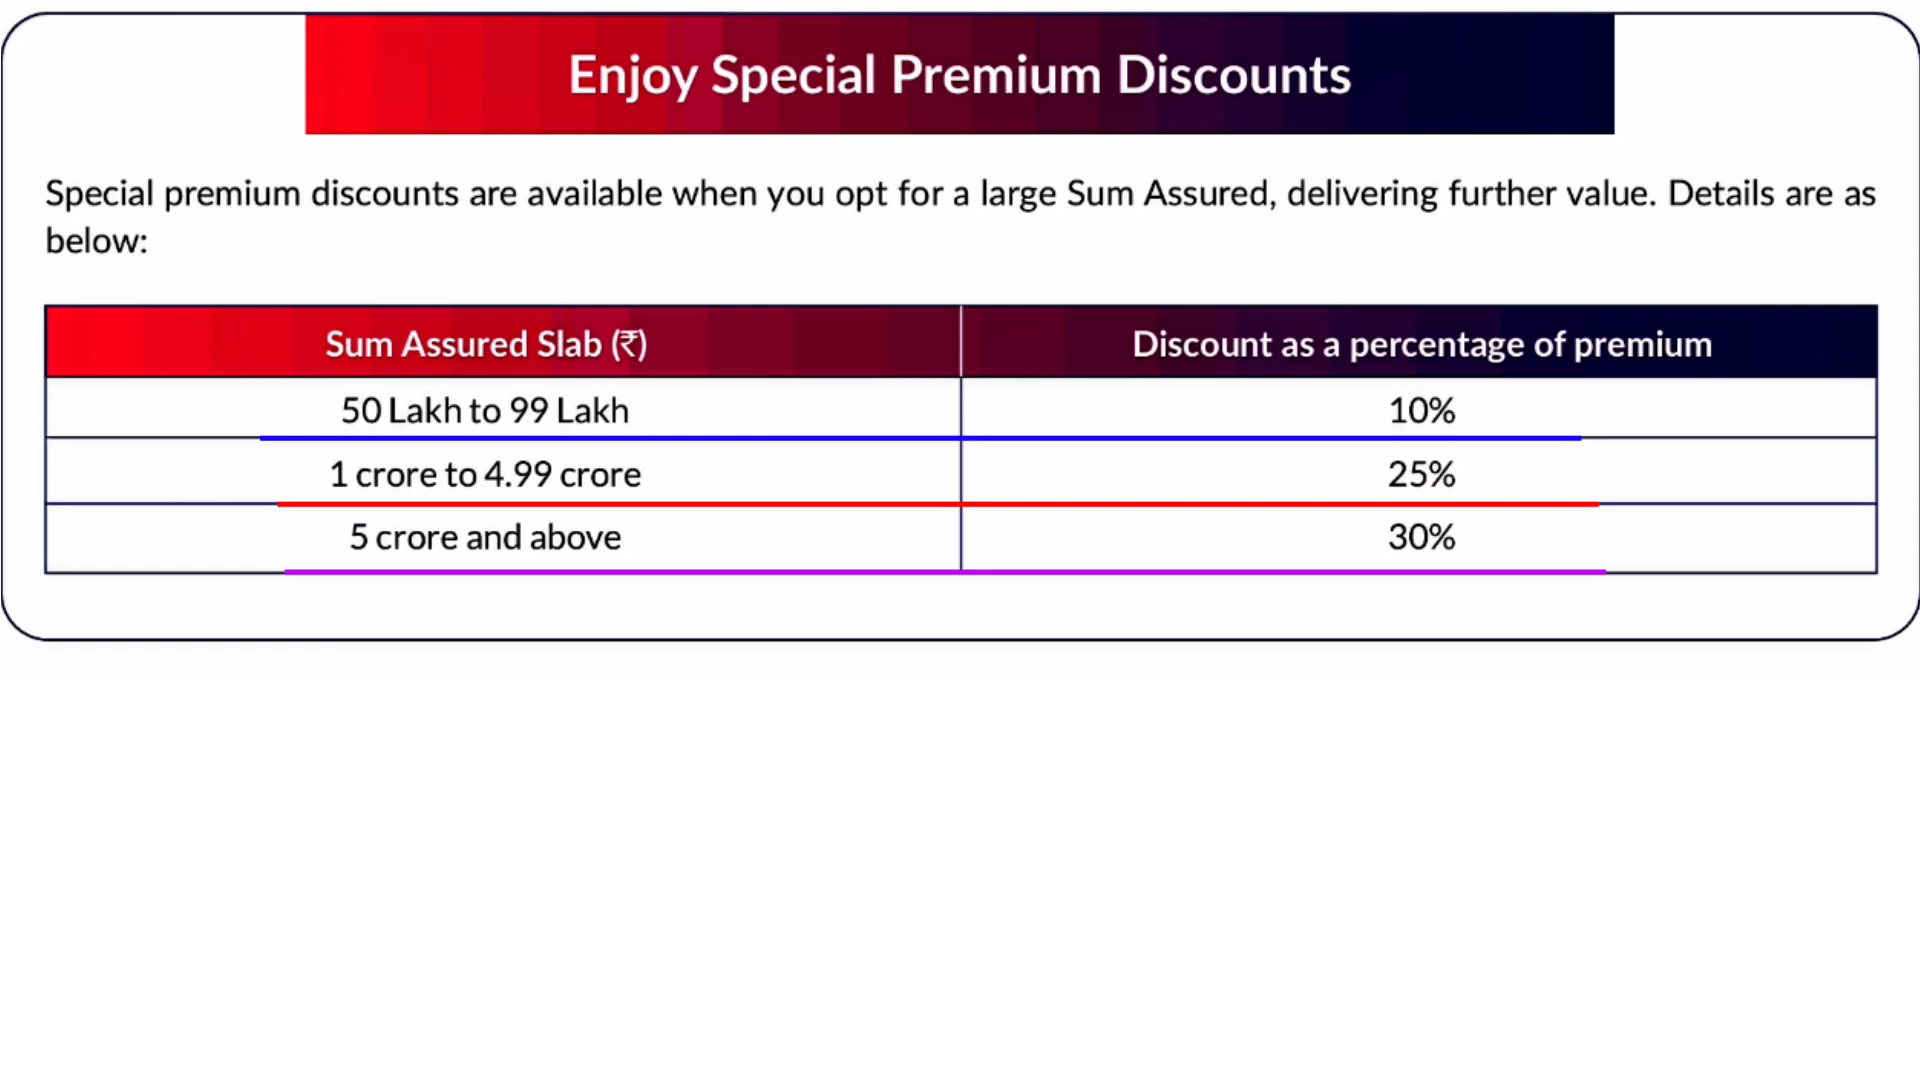 Enjoy Special Premium Discounts
Special premium discounts are available when you opt for a large Sum Assured, delivering further value. Details are as
below:
Sum Assured Slab (₹) Discount as a percentage of premium
50 Lakh to 99 Lakh 10%
1 crore to 4.99 crore 25%
5 crore and above 30%